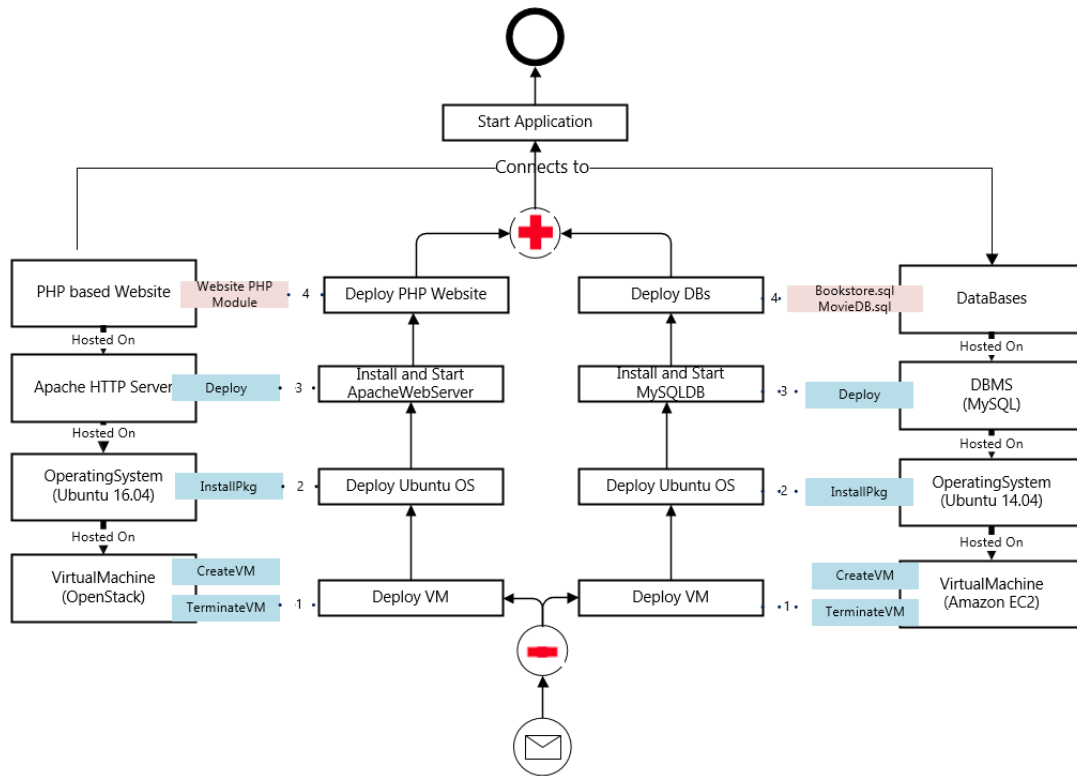 Start Application
Connects to
PHP based Website
Website PHP
Module
4
Deploy PHP Website
Deploy DBs
4
Bookstore.sql
MovieDB.sql
DataBases
Hosted On
Hosted On
Apache HTTP Server
Deploy
3
Install and Start
ApacheWebServer
Install and Start
MySQLDB
3
Deploy
DBMS
(MySQL)
Hosted On
Hosted On
OperatingSystem
(Ubuntu 16.04)
InstallPkg
2
Deploy Ubuntu OS
Deploy Ubuntu OS
2
InstallPkg
OperatingSystem
(Ubuntu 14.04)
Hosted On
Hosted On
VirtualMachine
(OpenStack)
CreateVM
TerminateVM
1
Deploy VM
Deploy VM
1
CreateVM
TerminateVM
VirtualMachine
(Amazon EC2)